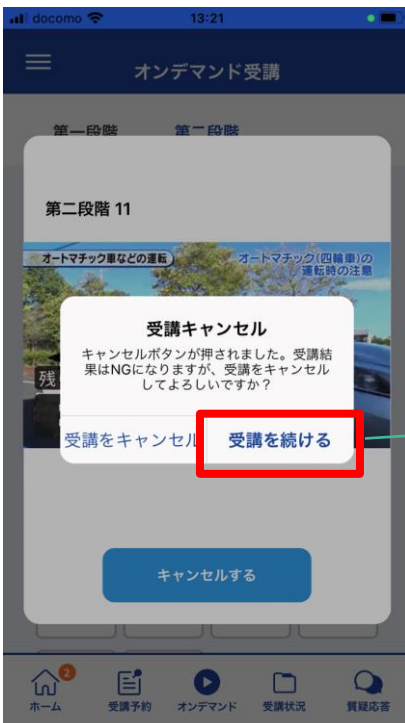 docomo 13:21
オンデマンド受講
第一段階 第二段階
第二段階 11
オートマチック車などの運転
オートマチック(四輪車)の
運転時の注意
残
受講キャンセル
キャンセルボタンが押されました。受講結
果はNGになりますが、受講をキャンセル
してよろしいですか？
受講をキャンセル 受講を続ける
キャンセルする
2
ホーム 受講予約 オンデマンド 受講状況 質疑応答